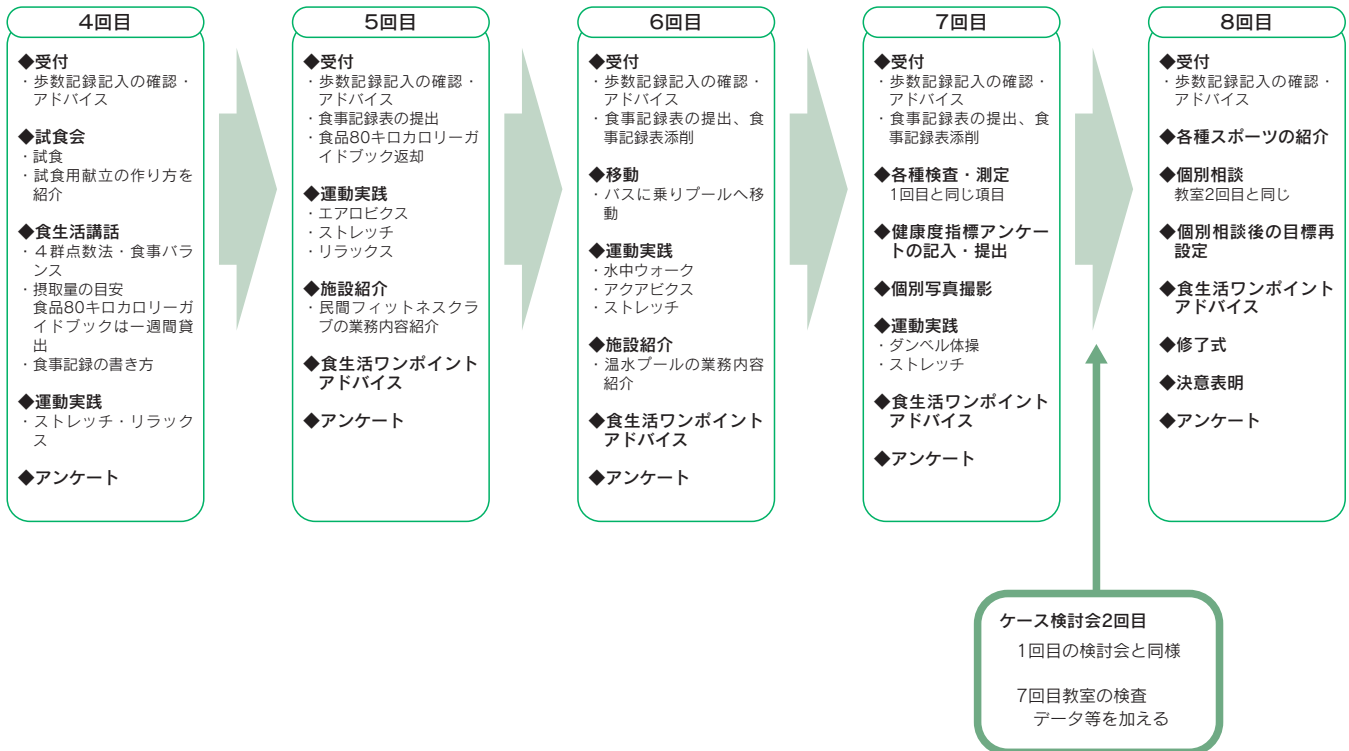 4回目
◆受付
・歩数記録記入の確認・
アドバイス
◆試食会
・試食
・試食用献立の作り方を
紹介
◆食生活講話
・４群点数法・食事バラ
ンス
・摂取量の目安
食品80キロカロリーガ
イドブックは一週間貸
出
・食事記録の書き方
◆運動実践
・ストレッチ・リラック
ス
◆アンケート
5回目
◆受付
・歩数記録記入の確認・
アドバイス
・食事記録表の提出
・食品80キロカロリーガ
イドブック返却
◆運動実践
・エアロビクス
・ストレッチ
・リラックス
◆施設紹介
・民間フィットネスクラ
ブの業務内容紹介
◆食生活ワンポイント
アドバイス
◆アンケート
6回目
◆受付
・歩数記録記入の確認・
アドバイス
・食事記録表の提出、食
事記録表添削
◆移動
・バスに乗りプールへ移
動
◆運動実践
・水中ウォーク
・アクアビクス
・ストレッチ
◆施設紹介
・温水プールの業務内容
紹介
◆食生活ワンポイント
アドバイス
◆アンケート
7回目
◆受付
・歩数記録記入の確認・
アドバイス
・食事記録表の提出、食
事記録表添削
◆各種検査・測定
1回目と同じ項目
◆健康度指標アンケー
トの記入・提出
◆個別写真撮影
◆運動実践
・ダンベル体操
・ストレッチ
◆食生活ワンポイント
アドバイス
◆アンケート
8回目
◆受付
・歩数記録記入の確認・
アドバイス
◆各種スポーツの紹介
◆個別相談
教室2回目と同じ
◆個別相談後の目標再
設定
◆食生活ワンポイント
アドバイス
◆修了式
◆決意表明
◆アンケート
ケース検討会2回目
1回目の検討会と同様
7回目教室の検査
データ等を加える